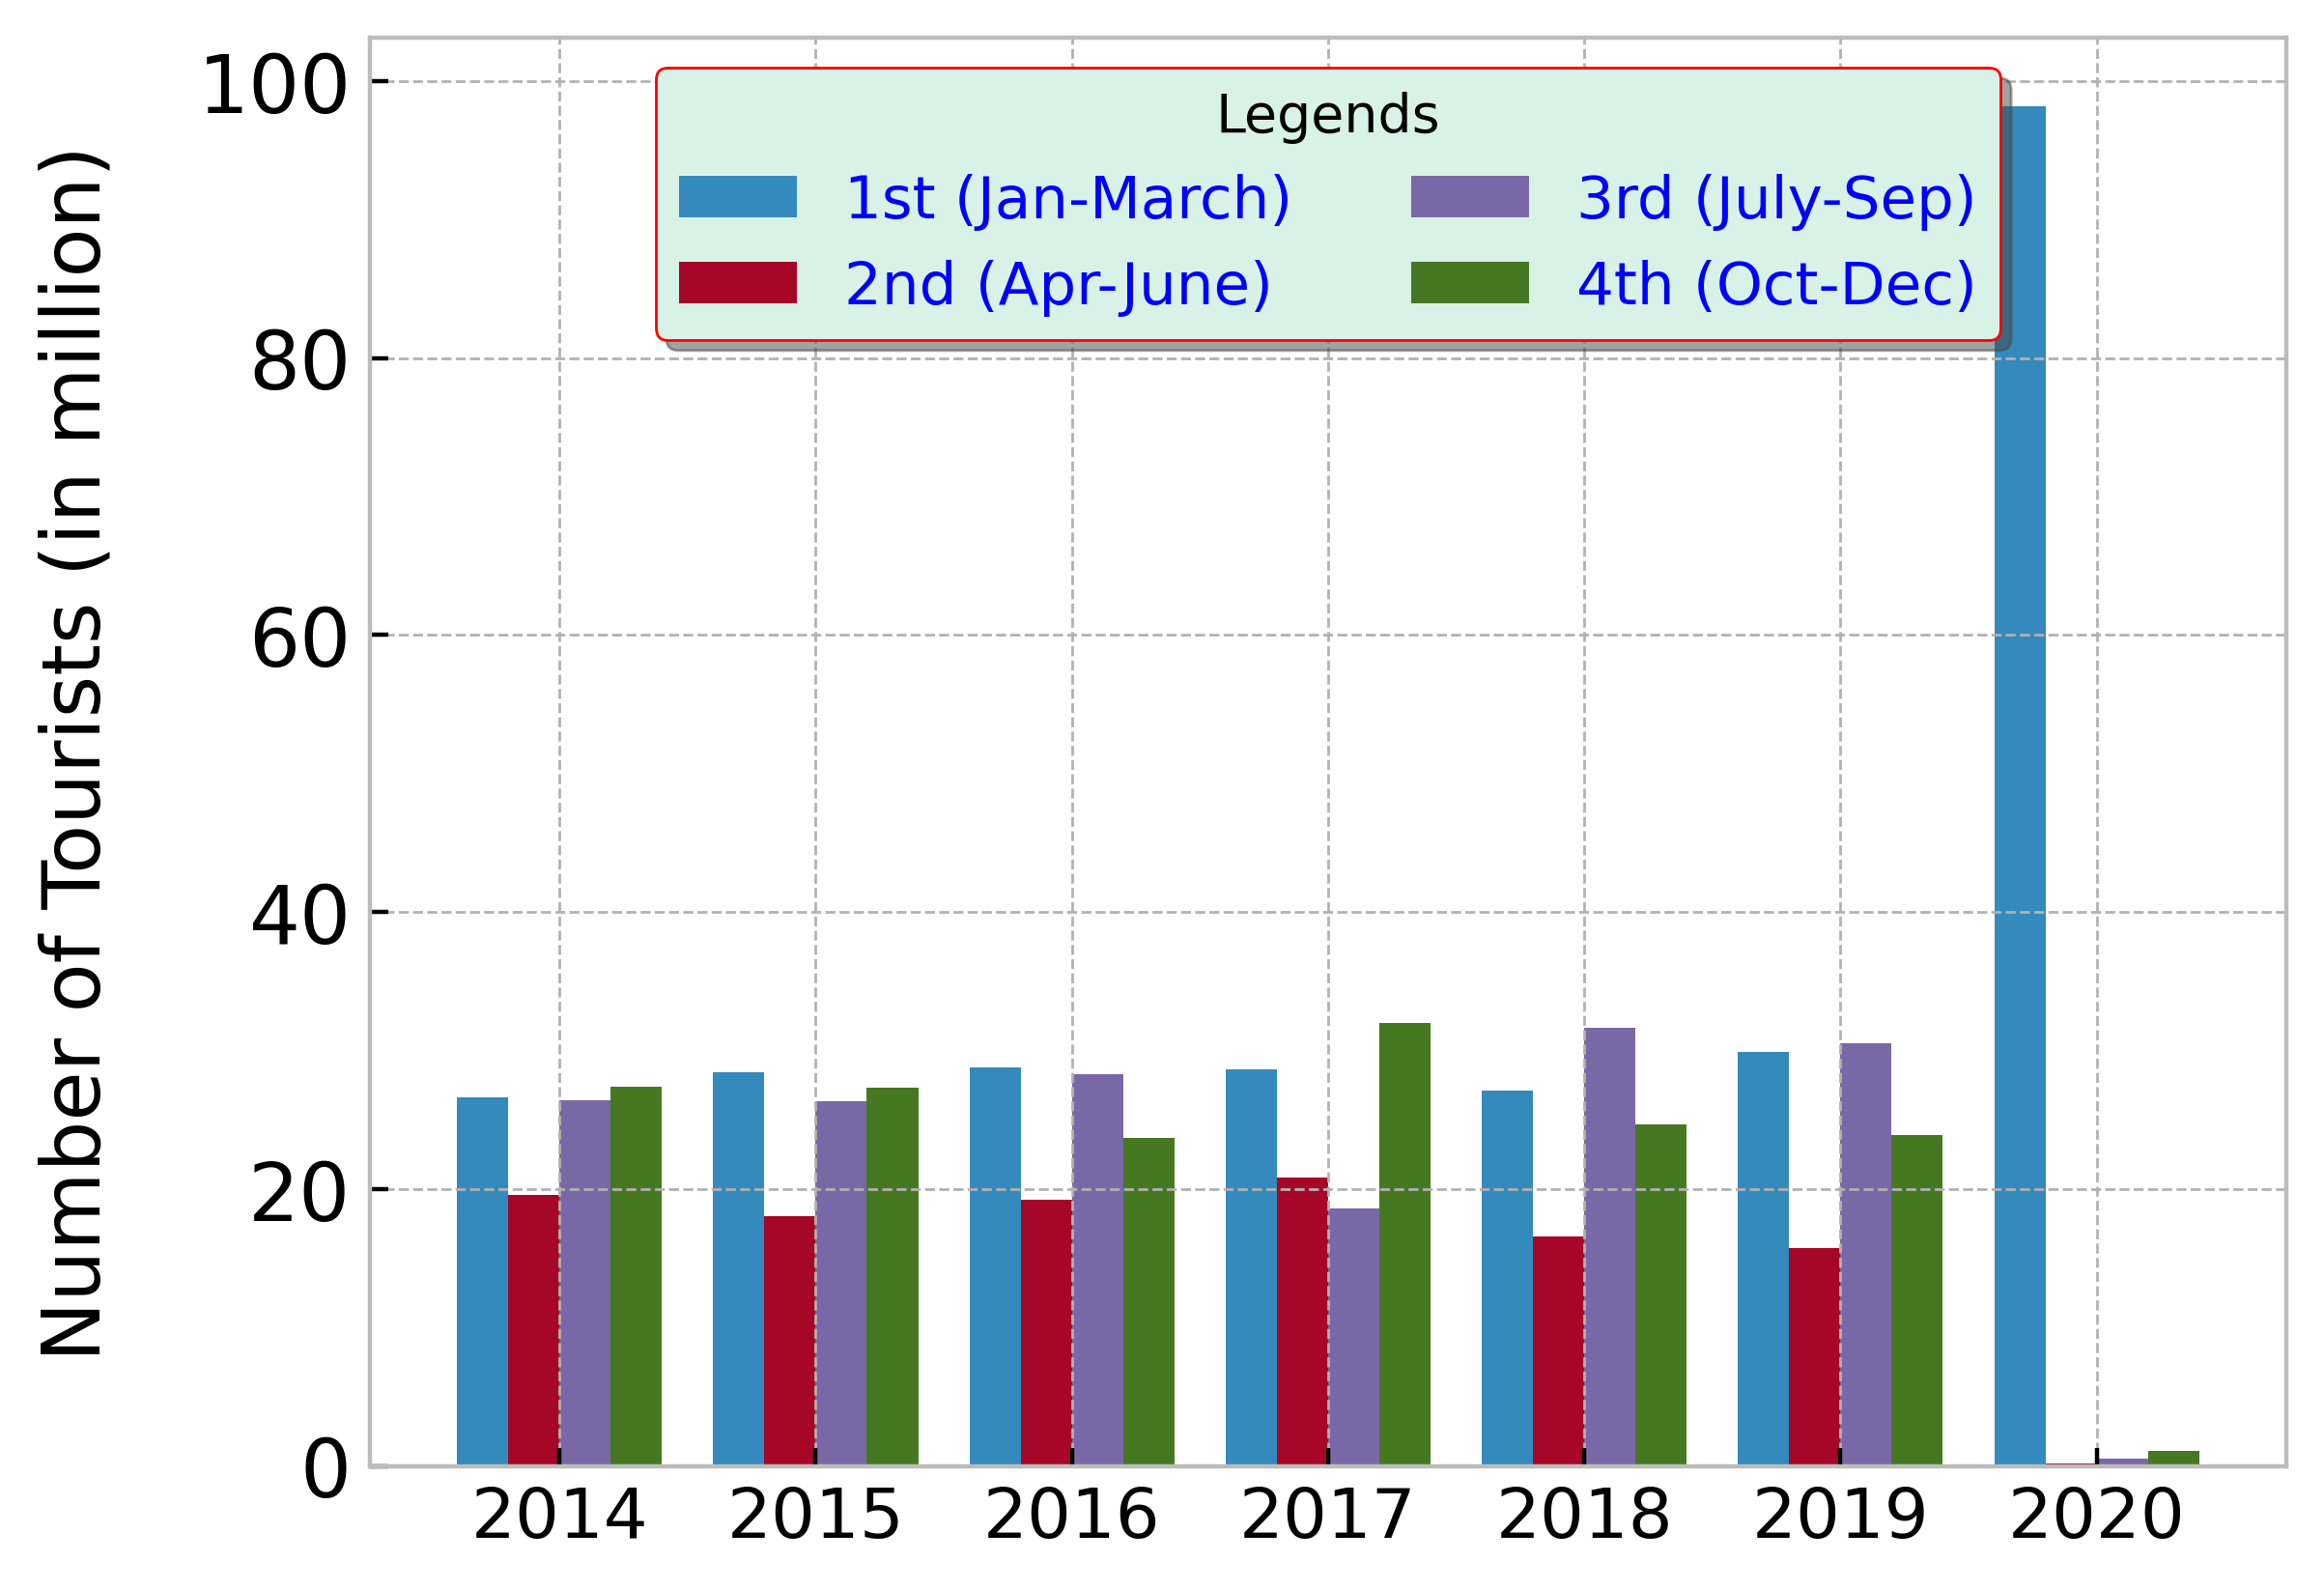 Number of Tourists (in million)
100
80
60
40
20
0
Legends
1st (Jan-March)
2nd (Apr-June)
3rd (July-Sep)
4th (Oct-Dec)
2014 2015 2016 2017 2018 2019 2020